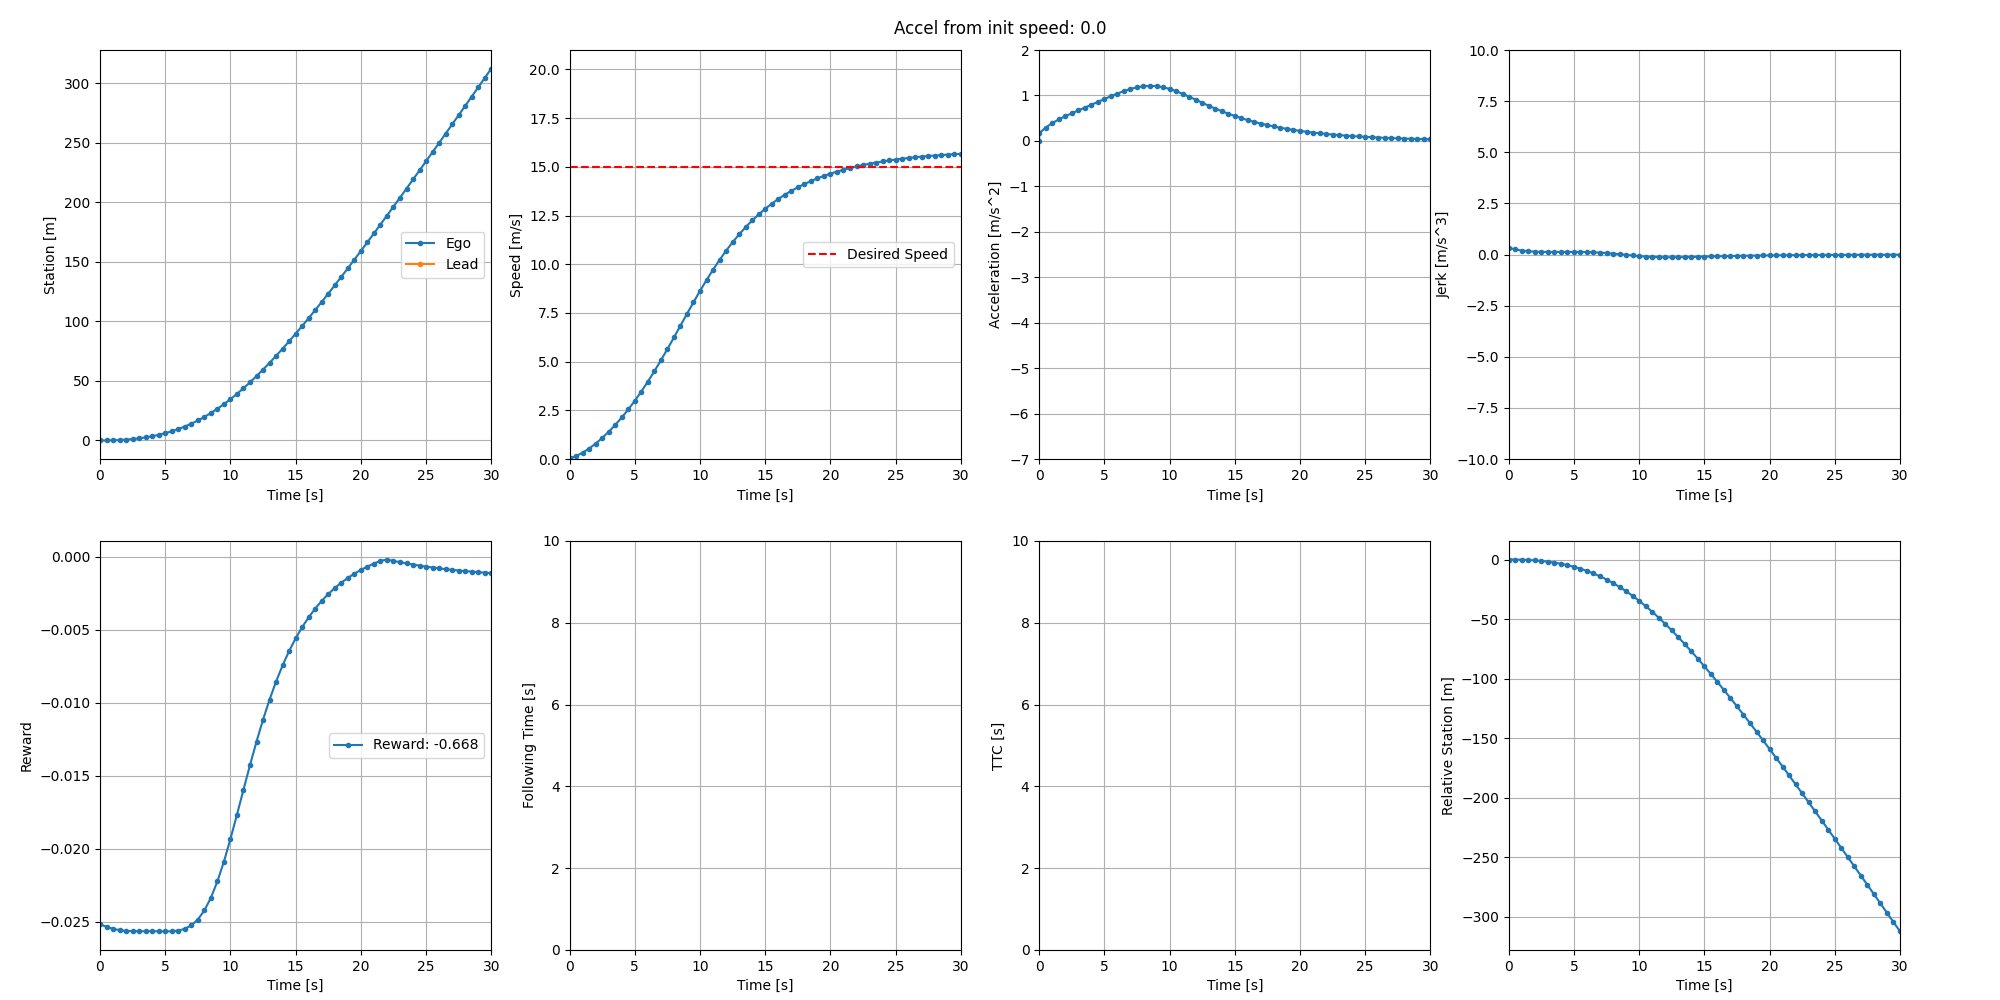 Accel from init speed: 0.0
Station [m]
300
250
200
150
100
50
0
0 5 10 15 20 25 30
Time [s]
Ego
Lead
Speed [m/s]
20.0
17.5
15.0
12.5
10.0
7.5
5.0
2.5
0.0
0 5 10 15 20 25 30
Time [s]
Desired Speed
Acceleration [m/s^2]
2
1
0
−1
−2
−3
−4
−5
−6
−7
0 5 10 15 20 25 30
Time [s]
Jerk [m/s^3]
10.0
7.5
5.0
2.5
0.0
−2.5
−5.0
−7.5
−10.0
0 5 10 15 20 25 30
Time [s]
Reward
0.000
−0.005
−0.010
−0.015
−0.020
−0.025
0 5 10 15 20 25 30
Time [s]
Reward: -0.668
Following Time [s]
10
8
6
4
2
0
0 5 10 15 20 25 30
Time [s]
TTC [s]
10
8
6
4
2
0
0 5 10 15 20 25 30
Time [s]
Relative Station [m]
0
−50
−100
−150
−200
−250
−300
0 5 10 15 20 25 30
Time [s]